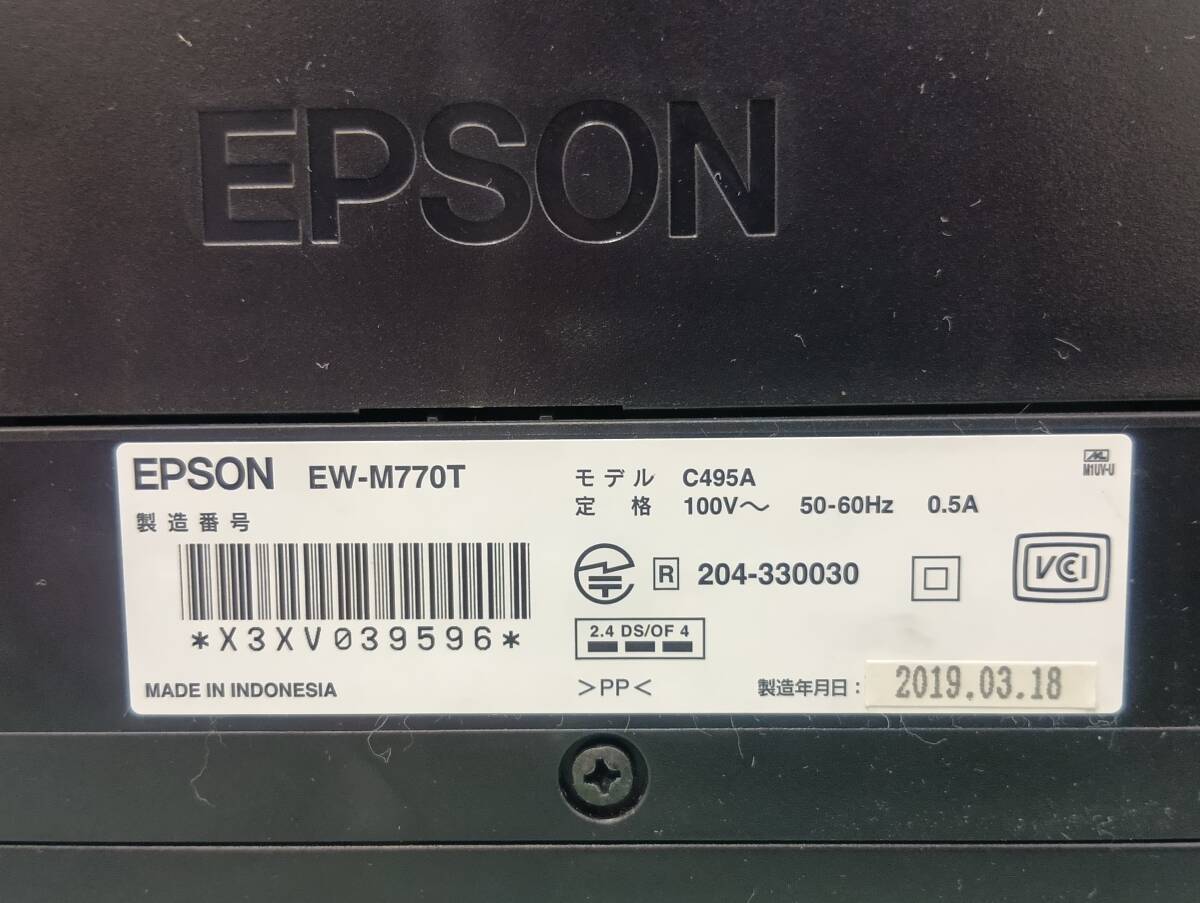 EPSON
EPSON EW-M770T
モデル C495A
定格 100V〜 50-60Hz 0.5A
M1UV-U
製造番号
*X3XV039596*
R 204-330030
VCCI
2.4 DS/OF 4
MADE IN INDONESIA
>PP<
製造年月日: 2019.03.18